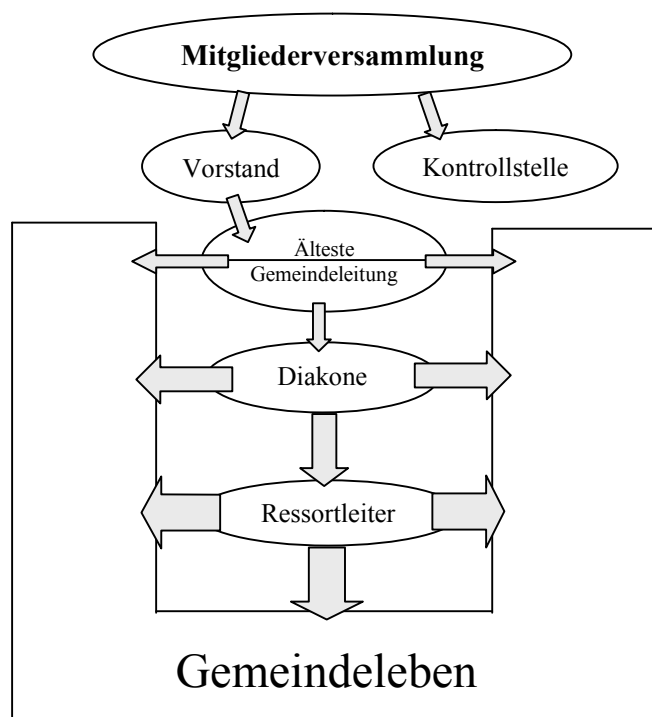 Mitgliederversammlung
Vorstand
Kontrollstelle
Älteste
Gemeindeleitung
Diakone
Ressortleiter
Gemeindeleben